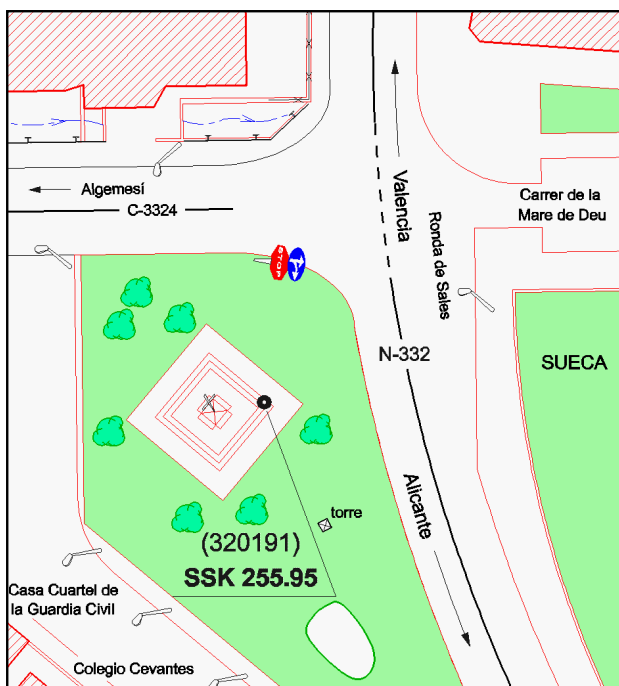 Algemesí
C-3324
Valencia
Ronda de Sales
Carrer de la
Mare de Deu
STOP
N-332
SUECA
Alicante
torre
(320191)
SSK 255.95
Casa Cuartel de
la Guardia Civil
Colegio Cevantes